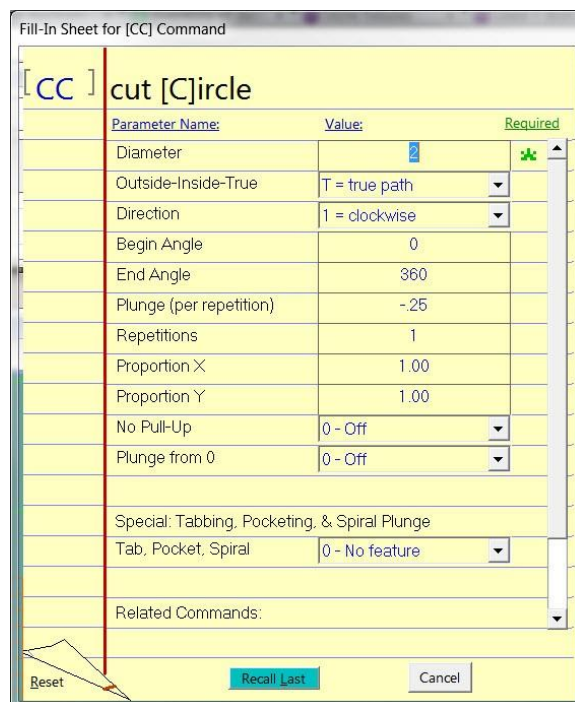 Fill-In Sheet for [CC] Command
[ CC ] cut [C]ircle
Parameter Name: Value: Required
Diameter 2
Outside-Inside-True T = true path
Direction 1 = clockwise
Begin Angle 0
End Angle 360
Plunge (per repetition) -.25
Repetitions 1
Proportion X 1.00
Proportion Y 1.00
No Pull-Up 0 - Off
Plunge from 0 0 - Off
Special: Tabbing, Pocketing, & Spiral Plunge
Tab, Pocket, Spiral 0 - No feature
Related Commands:
Reset Recall Last Cancel